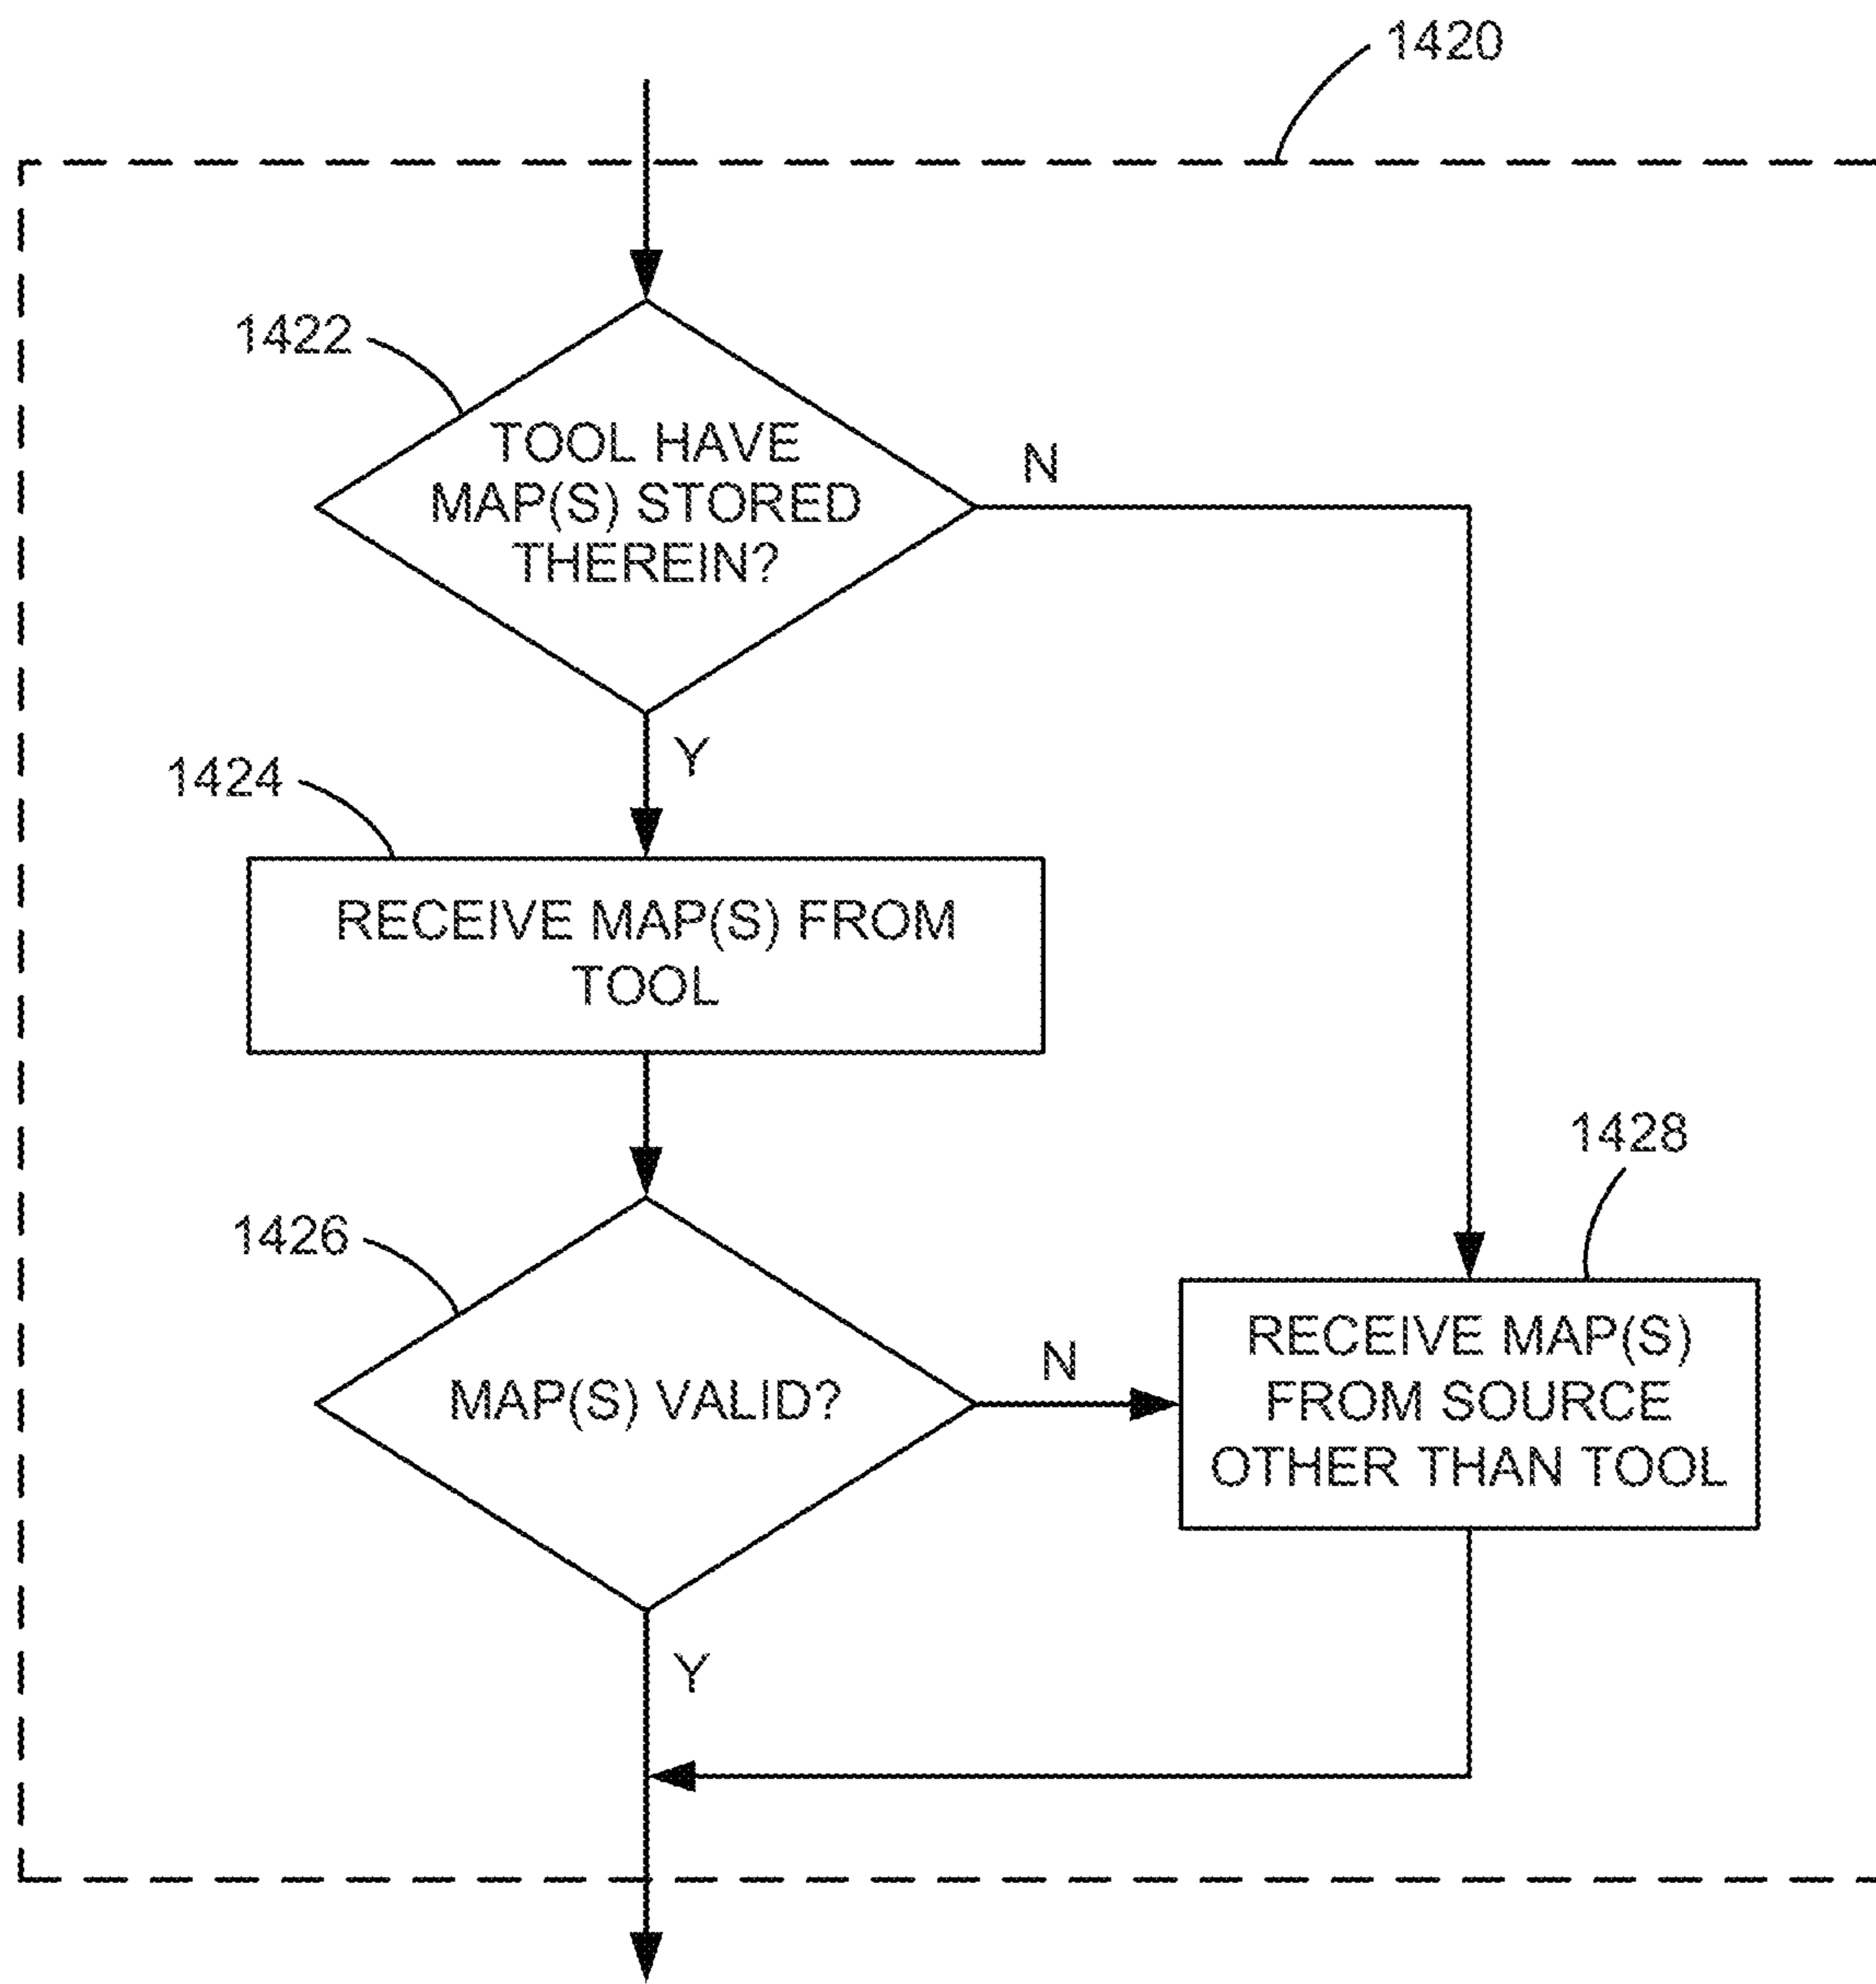 1420
1422
TOOL HAVE
MAP(S) STORED
THEREIN?
N
Y
1424
RECEIVE MAP(S) FROM
TOOL
1428
1426
MAP(S) VALID?
N
RECEIVE MAP(S)
FROM SOURCE
OTHER THAN TOOL
Y